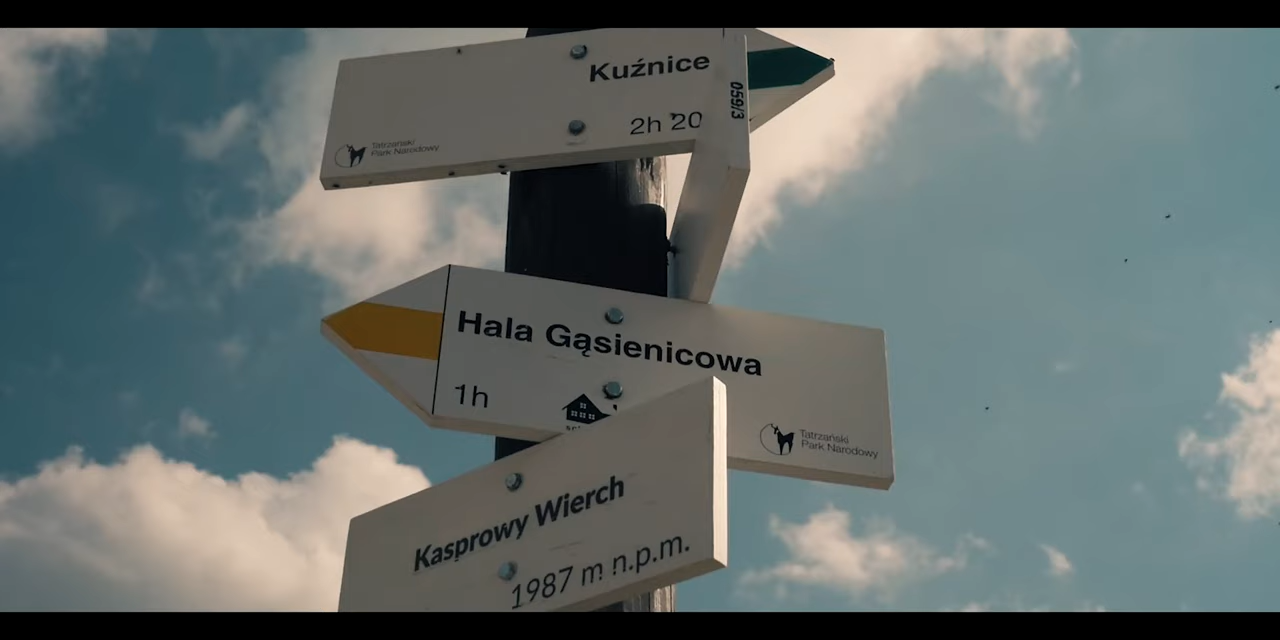 Kuźnice
059/3
2h 20
Tatrzański
Park Narodowy
Hala Gąsienicowa
1h
Tatrzański
Park Narodowy
Kasprowy Wierch
1987 m n.p.m.